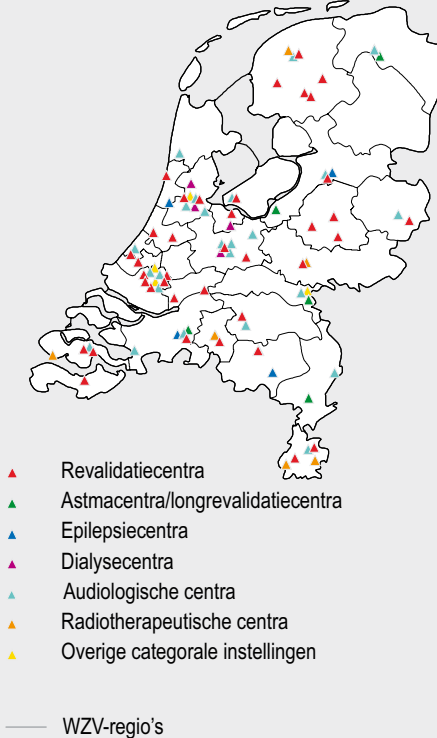 Revalidatiecentra
Astmacentra/longrevalidatiecentra
Epilepsiecentra
Dialysecentra
Audiologische centra
Radiotherapeutische centra
Overige categorale instellingen
WZV-regio's